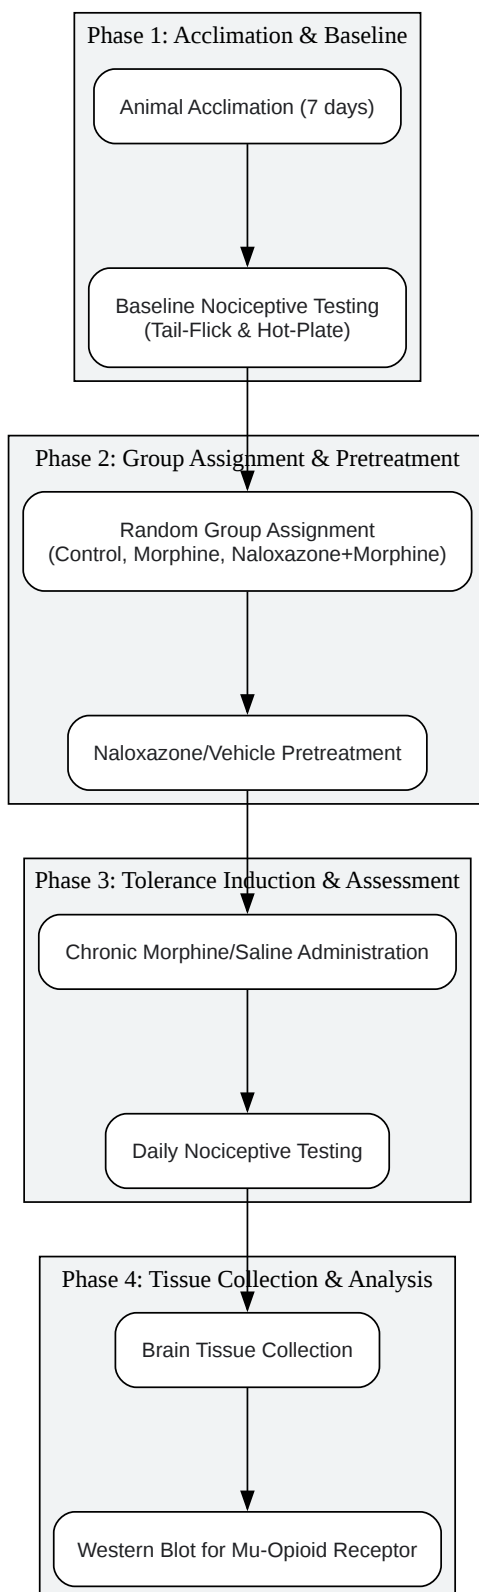 Phase 1: Acclimation & Baseline
Animal Acclimation (7 days)
Baseline Nociceptive Testing
(Tail-Flick & Hot-Plate)
Phase 2: Group Assignment & Pretreatment
Random Group Assignment
(Control, Morphine, Naloxazone+Morphine)
Naloxazone/Vehicle Pretreatment
Phase 3: Tolerance Induction & Assessment
Chronic Morphine/Saline Administration
Daily Nociceptive Testing
Phase 4: Tissue Collection & Analysis
Brain Tissue Collection
Western Blot for Mu-Opioid Receptor